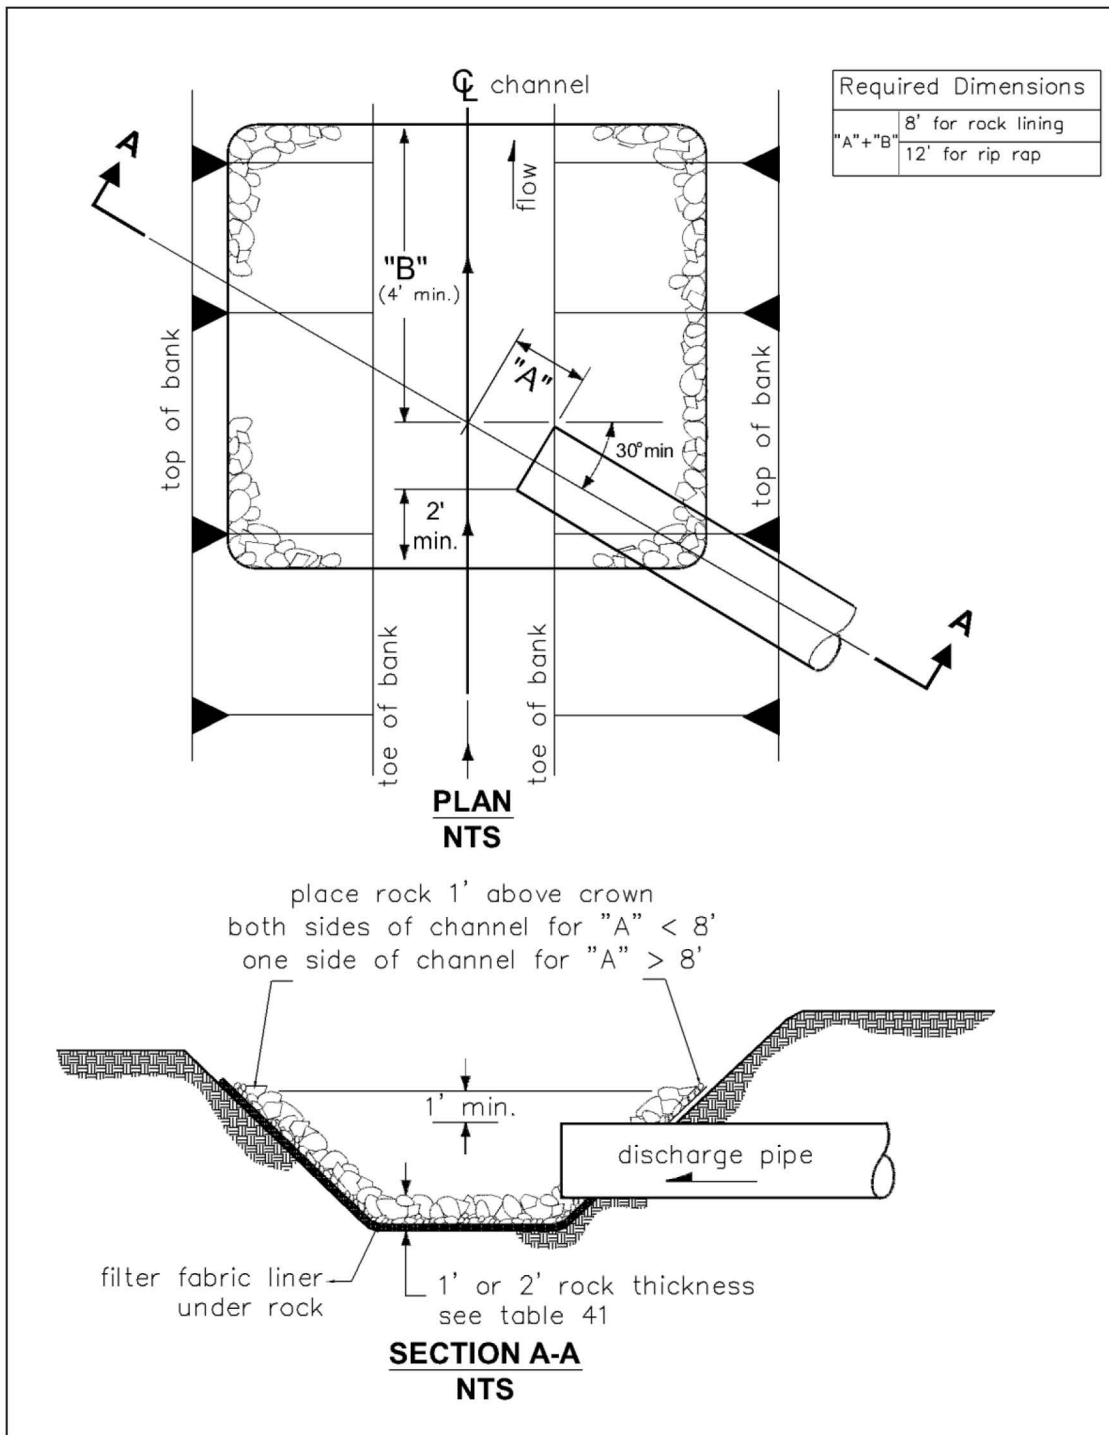 ℄ channel
Required Dimensions
"A"+"B"
8' for rock lining
12' for rip rap
A
flow
"B"
(4' min.)
"A"
30°min
top of bank
top of bank
2'
min.
A
toe of bank
toe of bank
PLAN
NTS
place rock 1' above crown
both sides of channel for "A" < 8'
one side of channel for "A" > 8'
1' min.
discharge pipe
filter fabric liner
under rock
1' or 2' rock thickness
see table 41
SECTION A-A
NTS